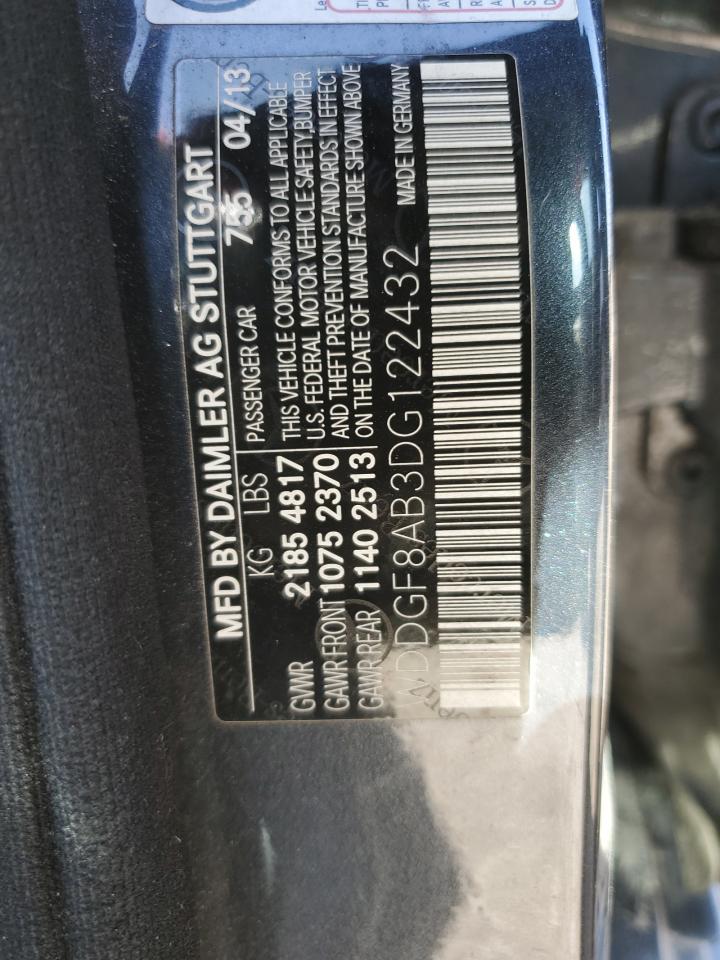 MFD BY DAIMLER AG STUTTGART
KG LBS PASSENGER CAR 755 04/13
GVWR 2185 4817 THIS VEHICLE CONFORMS TO ALL APPLICABLE
GAWR FRONT 1075 2370 U.S. FEDERAL MOTOR VEHICLE SAFETY,BUMPER
GAWR REAR 1140 2513 AND THEFT PREVENTION STANDARDS IN EFFECT
ON THE DATE OF MANUFACTURE SHOWN ABOVE
WDDGF8AB3DG122432 MADE IN GERMANY